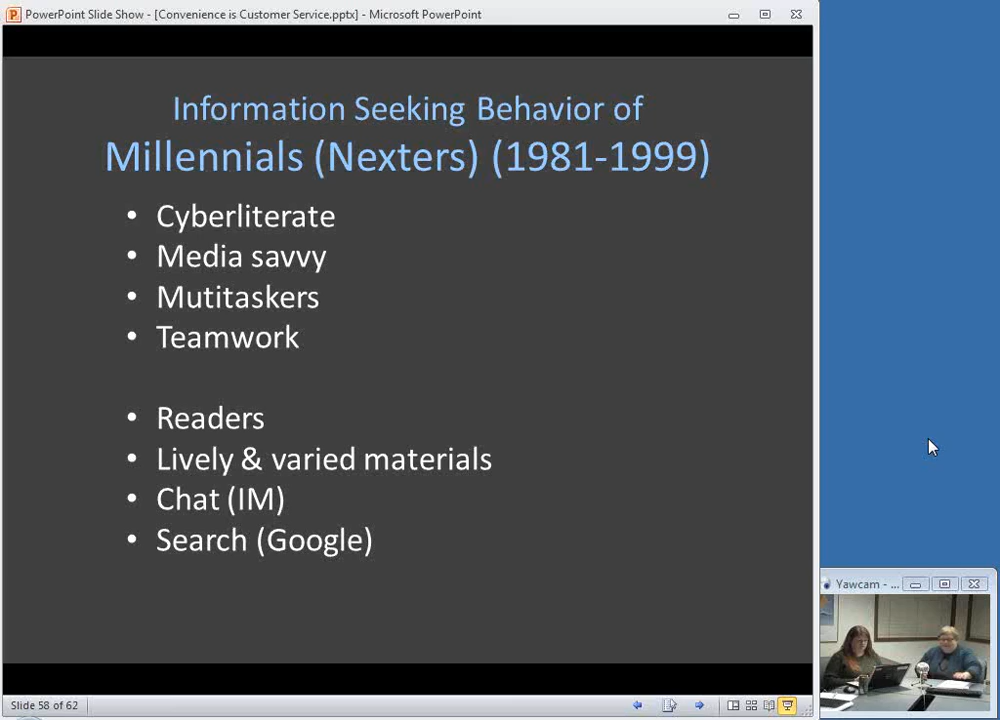 PowerPoint Slide Show - [Convenience is Customer Service.pptx] - Microsoft PowerPoint
Information Seeking Behavior of
Millennials (Nexters) (1981-1999)
• Cyberliterate
• Media savvy
• Mutitaskers
• Teamwork
• Readers
• Lively & varied materials
• Chat (IM)
• Search (Google)
Yawcam - ...
Slide 58 of 62